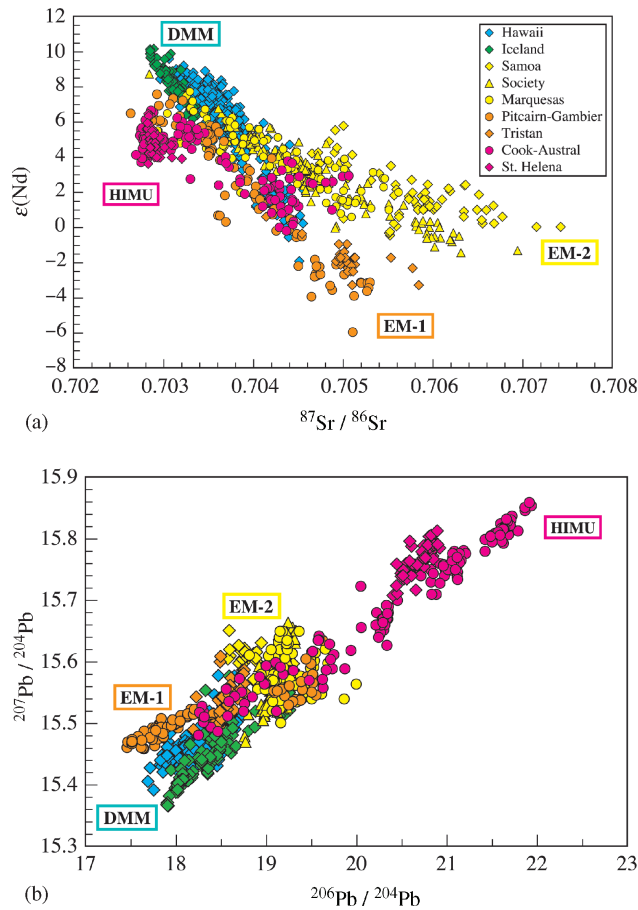 DMM
Hawaii
Iceland
Samoa
Society
Marquesas
Pitcairn-Gambier
Tristan
Cook-Austral
St. Helena
HIMU
EM-2
EM-1
12
10
8
6
4
2
0
−2
−4
−6
−8
ε(Nd)
0.702 0.703 0.704 0.705 0.706 0.707 0.708
(a)
⁸⁷Sr / ⁸⁶Sr
15.9
15.8
15.7
15.6
15.5
15.4
15.3
²⁰⁷Pb / ²⁰⁴Pb
HIMU
EM-2
EM-1
DMM
17 18 19 20 21 22 23
(b)
²⁰⁶Pb / ²⁰⁴Pb